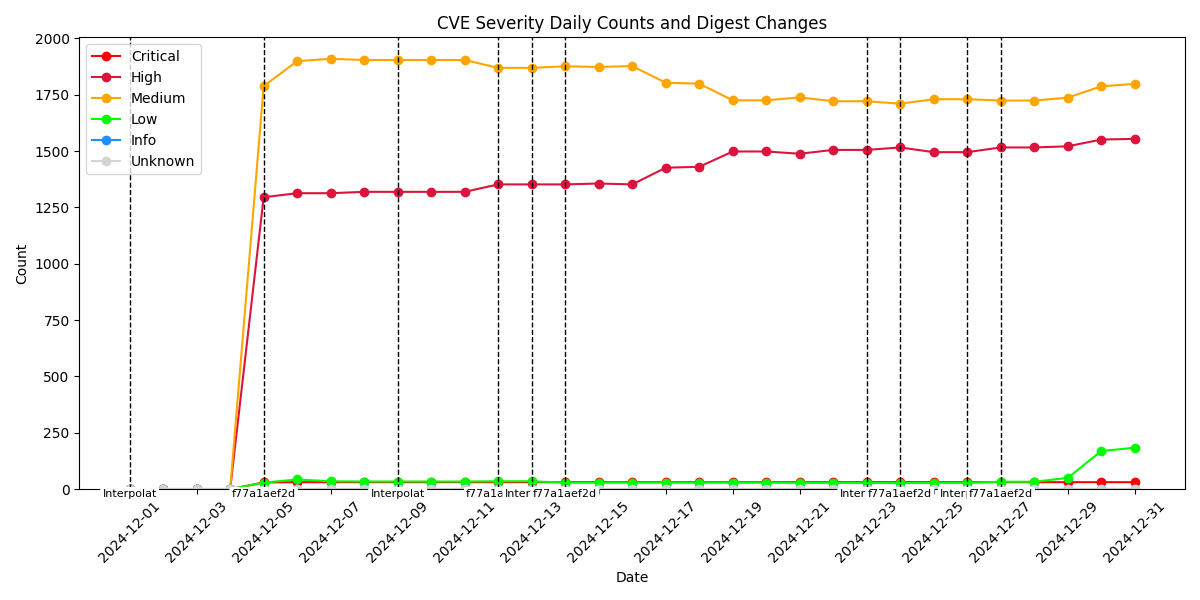 CVE Severity Daily Counts and Digest Changes
Critical
High
Medium
Low
Info
Unknown
2000
1750
1500
1250
1000
750
500
250
0
Count
Interpolat
f77a1aef2d
Interpolat
f77a1
Inter
f77a1aef2d
Inter
f77a1aef2d
Inter
f77a1aef2d
2024-12-01
2024-12-03
2024-12-05
2024-12-07
2024-12-09
2024-12-11
2024-12-13
2024-12-15
2024-12-17
2024-12-19
2024-12-21
2024-12-23
2024-12-25
2024-12-27
2024-12-29
2024-12-31
Date